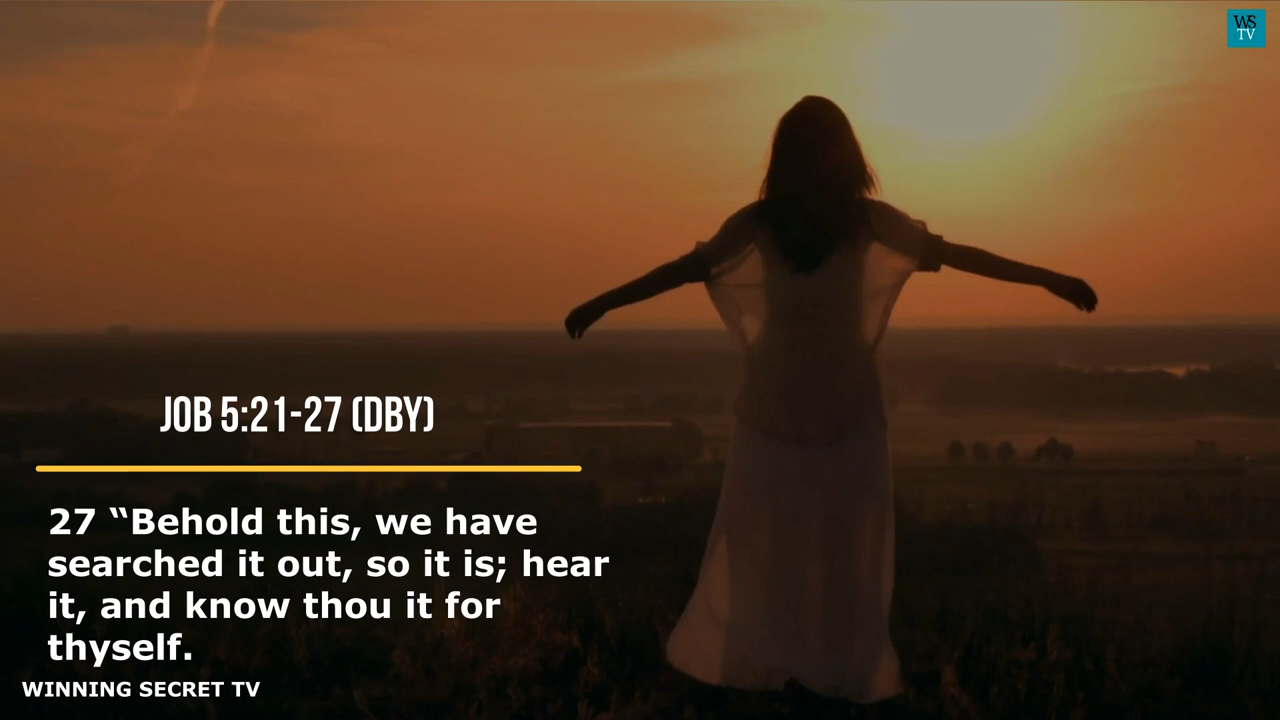 WS
TV
JOB 5:21-27 (DBY)
27 “Behold this, we have
searched it out, so it is; hear
it, and know thou it for
thyself.
WINNING SECRET TV